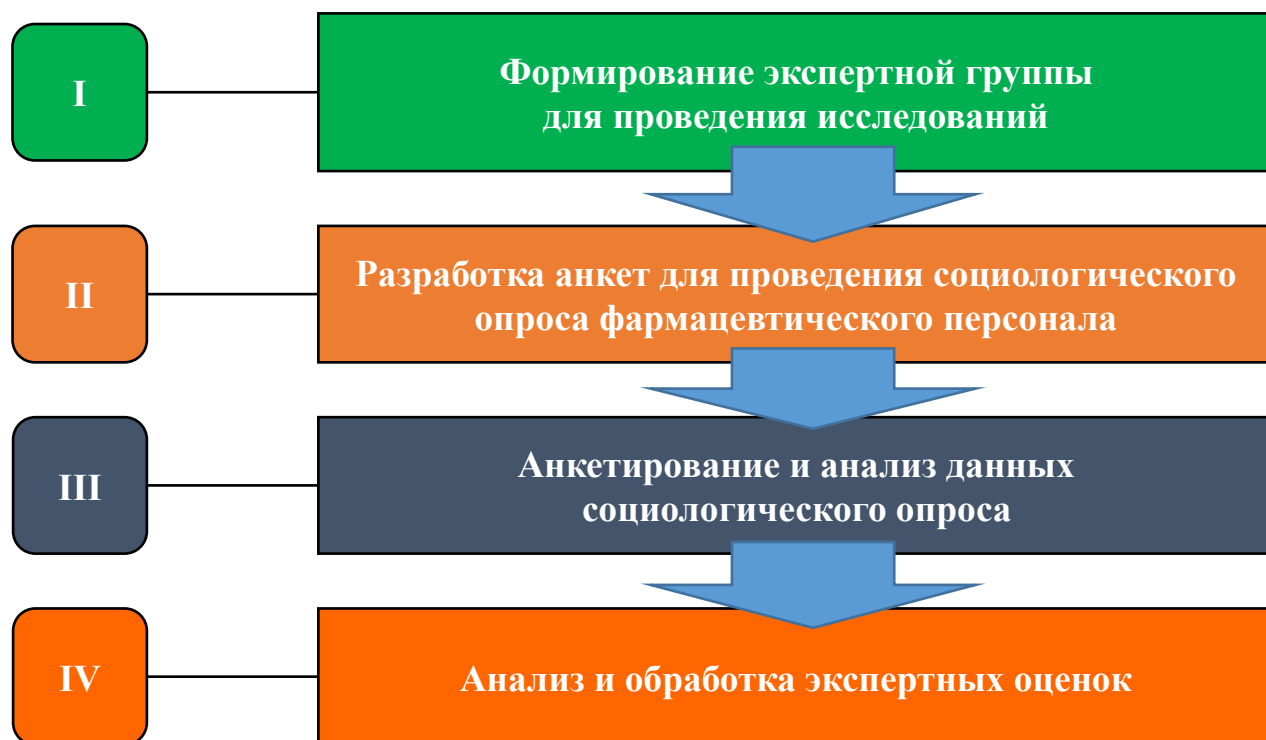 I
Формирование экспертной группы
для проведения исследований
II
Разработка анкет для проведения социологического
опроса фармацевтического персонала
III
Анкетирование и анализ данных
социологического опроса
IV
Анализ и обработка экспертных оценок